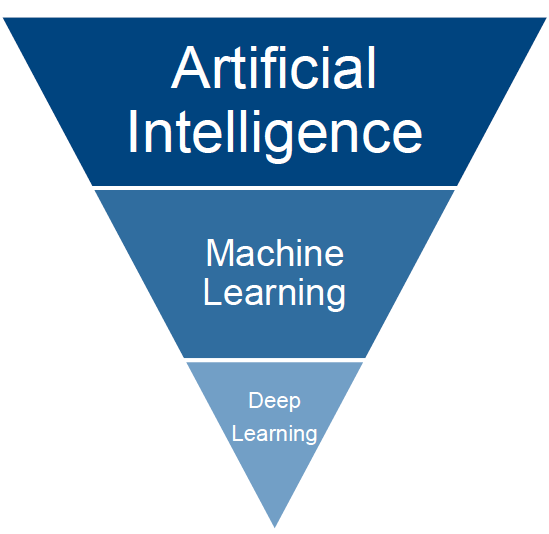 Artificial
Intelligence
Machine
Learning
Deep
Learning